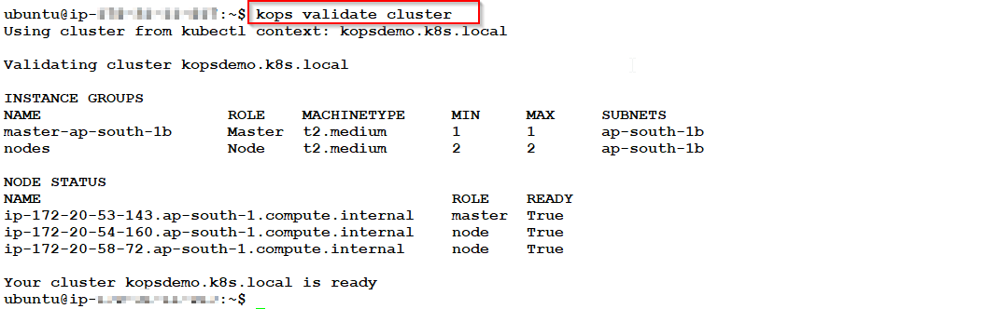 ubuntu@ip-:~$ kops validate cluster
Using cluster from kubectl context: kopsdemo.k8s.local
Validating cluster kopsdemo.k8s.local
INSTANCE GROUPS
NAME ROLE MACHINETYPE MIN MAX SUBNETS
master-ap-south-1b Master t2.medium 1 1 ap-south-1b
nodes Node t2.medium 2 2 ap-south-1b
NODE STATUS
NAME ROLE READY
ip-172-20-53-143.ap-south-1.compute.internal master True
ip-172-20-54-160.ap-south-1.compute.internal node True
ip-172-20-58-72.ap-south-1.compute.internal node True
Your cluster kopsdemo.k8s.local is ready
ubuntu@ip-:~$